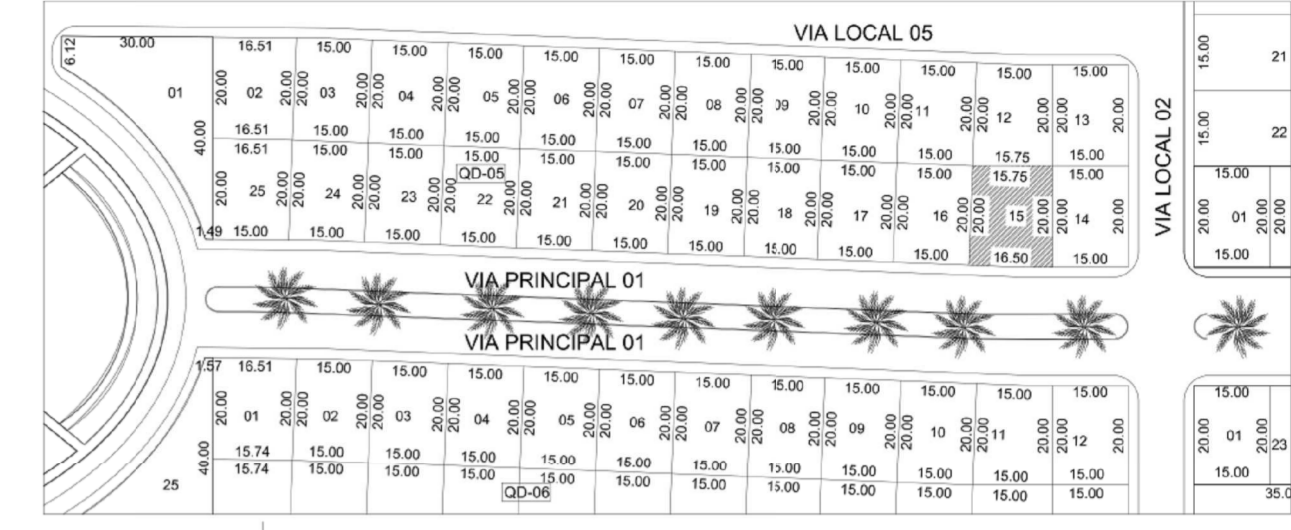 VIA LOCAL 05
6.12 30.00 16.51 15.00 15.00 15.00 15.00 15.00 15.00 15.00 15.00 15.00 15.00 15.00
01 20.00 02 20.00 20.00 03 20.00 20.00 04 20.00 20.00 05 20.00 20.00 06 20.00 20.00 07 20.00 20.00 08 20.00 20.00 09 20.00 20.00 10 20.00 20.00 11 20.00 20.00 12 20.00 20.00 13 20.00
40.00 16.51 15.00 15.00 15.00 15.00 15.00 15.00 15.00 15.00 15.00 15.75 15.00
16.51 15.00 15.00 15.00 15.00 15.00 15.00 15.00 15.00 15.00 15.75 15.00
QD-05
20.00 25 20.00 20.00 24 20.00 20.00 23 20.00 20.00 22 20.00 20.00 21 20.00 20.00 20 20.00 20.00 19 20.00 20.00 18 20.00 20.00 17 20.00 20.00 16 20.00 20.00 15 20.00 20.00 14 20.00
1.49 15.00 15.00 15.00 15.00 15.00 15.00 15.00 15.00 15.00 15.00 16.50 15.00
VIA LOCAL 02
15.00 21
15.00 22
15.00
20.00 01 20.00 20.00
15.00
VIA PRINCIPAL 01
VIA PRINCIPAL 01
1.57 16.51 15.00 15.00 15.00 15.00 15.00 15.00 15.00 15.00 15.00 15.00 15.00
20.00 01 20.00 20.00 02 20.00 20.00 03 20.00 20.00 04 20.00 20.00 05 20.00 20.00 06 20.00 20.00 07 20.00 20.00 08 20.00 20.00 09 20.00 20.00 10 20.00 20.00 11 20.00 20.00 12 20.00
40.00 15.74 15.00 15.00 15.00 15.00 15.00 15.00 15.00 15.00 15.00 15.00 15.00
25 15.74 15.00 15.00 15.00 15.00 15.00 15.00 15.00 15.00 15.00 15.00 15.00
QD-06
15.00
20.00 01 20.00 23
15.00
35.0